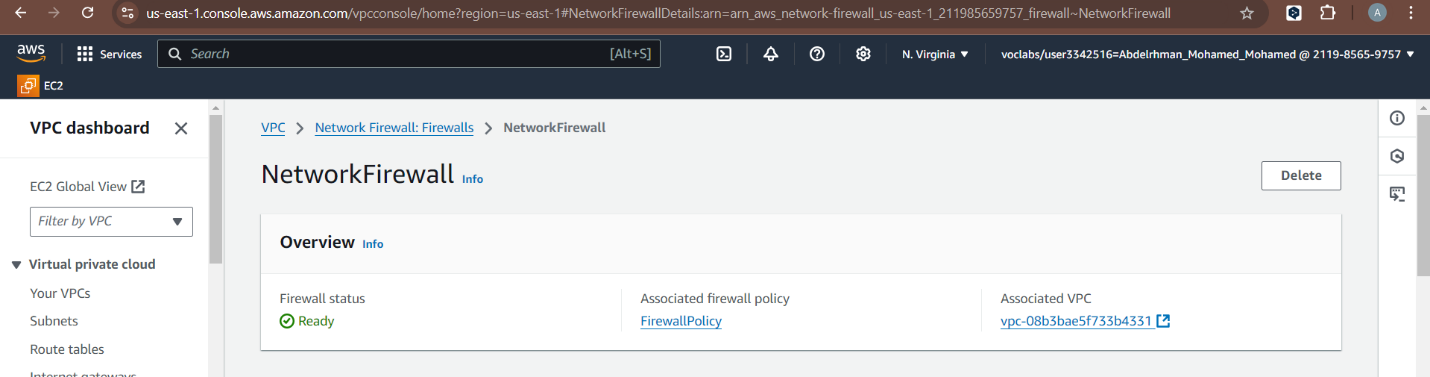 us-east-1.console.aws.amazon.com/vpcconsole/home?region=us-east-1#NetworkFirewallDetails:arn=arn_aws_network-firewall_us-east-1_211985659757_firewall~NetworkFirewall
A
aws
Services
Search
[Alt+S]
N. Virginia
voclabs/user3342516=Abdelrhman_Mohamed_Mohamed @ 2119-8565-9757
EC2
VPC dashboard
EC2 Global View
Filter by VPC
Virtual private cloud
Your VPCs
Subnets
Route tables
Internet gateways
VPC
Network Firewall: Firewalls
NetworkFirewall
NetworkFirewall Info
Delete
Overview Info
Firewall status
Ready
Associated firewall policy
FirewallPolicy
Associated VPC
vpc-08b3bae5f733b4331